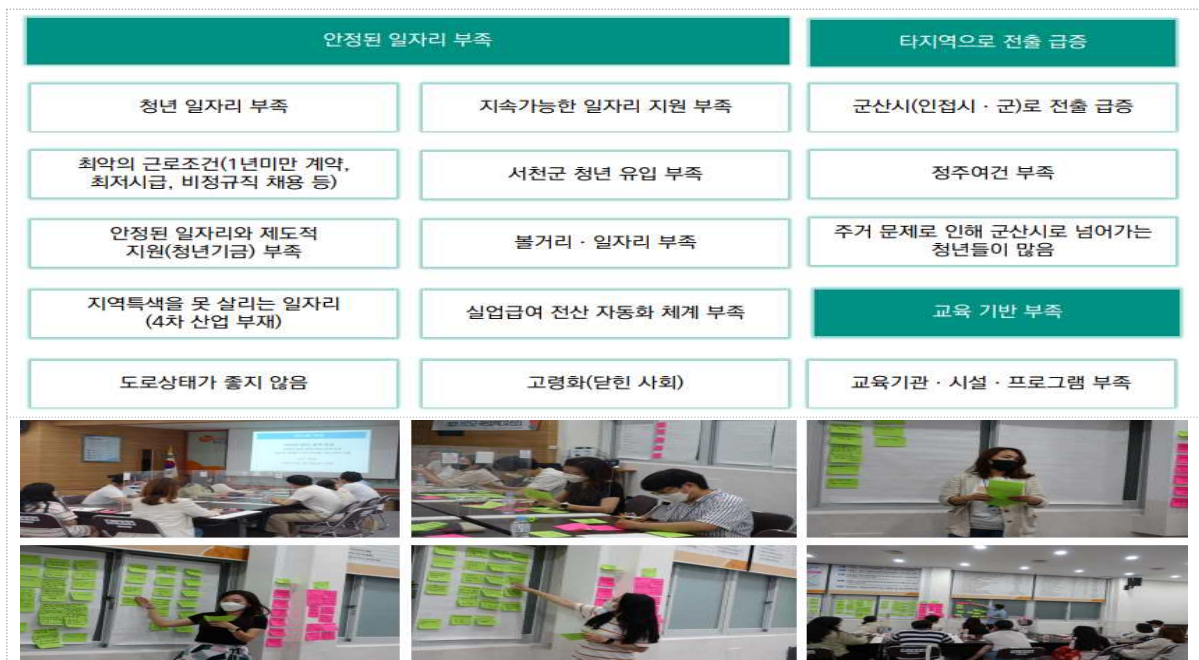 안정된 일자리 부족
타지역으로 전출 급증
청년 일자리 부족
지속가능한 일자리 지원 부족
군산시(인접시 · 군)로 전출 급증
최악의 근로조건(1년미만 계약,
최저시급, 비정규직 채용 등)
서천군 청년 유입 부족
정주여건 부족
안정된 일자리와 제도적
지원(청년기금) 부족
볼거리 · 일자리 부족
주거 문제로 인해 군산시로 넘어가는
청년들이 많음
지역특색을 못 살리는 일자리
(4차 산업 부재)
실업급여 전산 자동화 체계 부족
교육 기반 부족
도로상태가 좋지 않음
고령화(닫힌 사회)
교육기관 · 시설 · 프로그램 부족